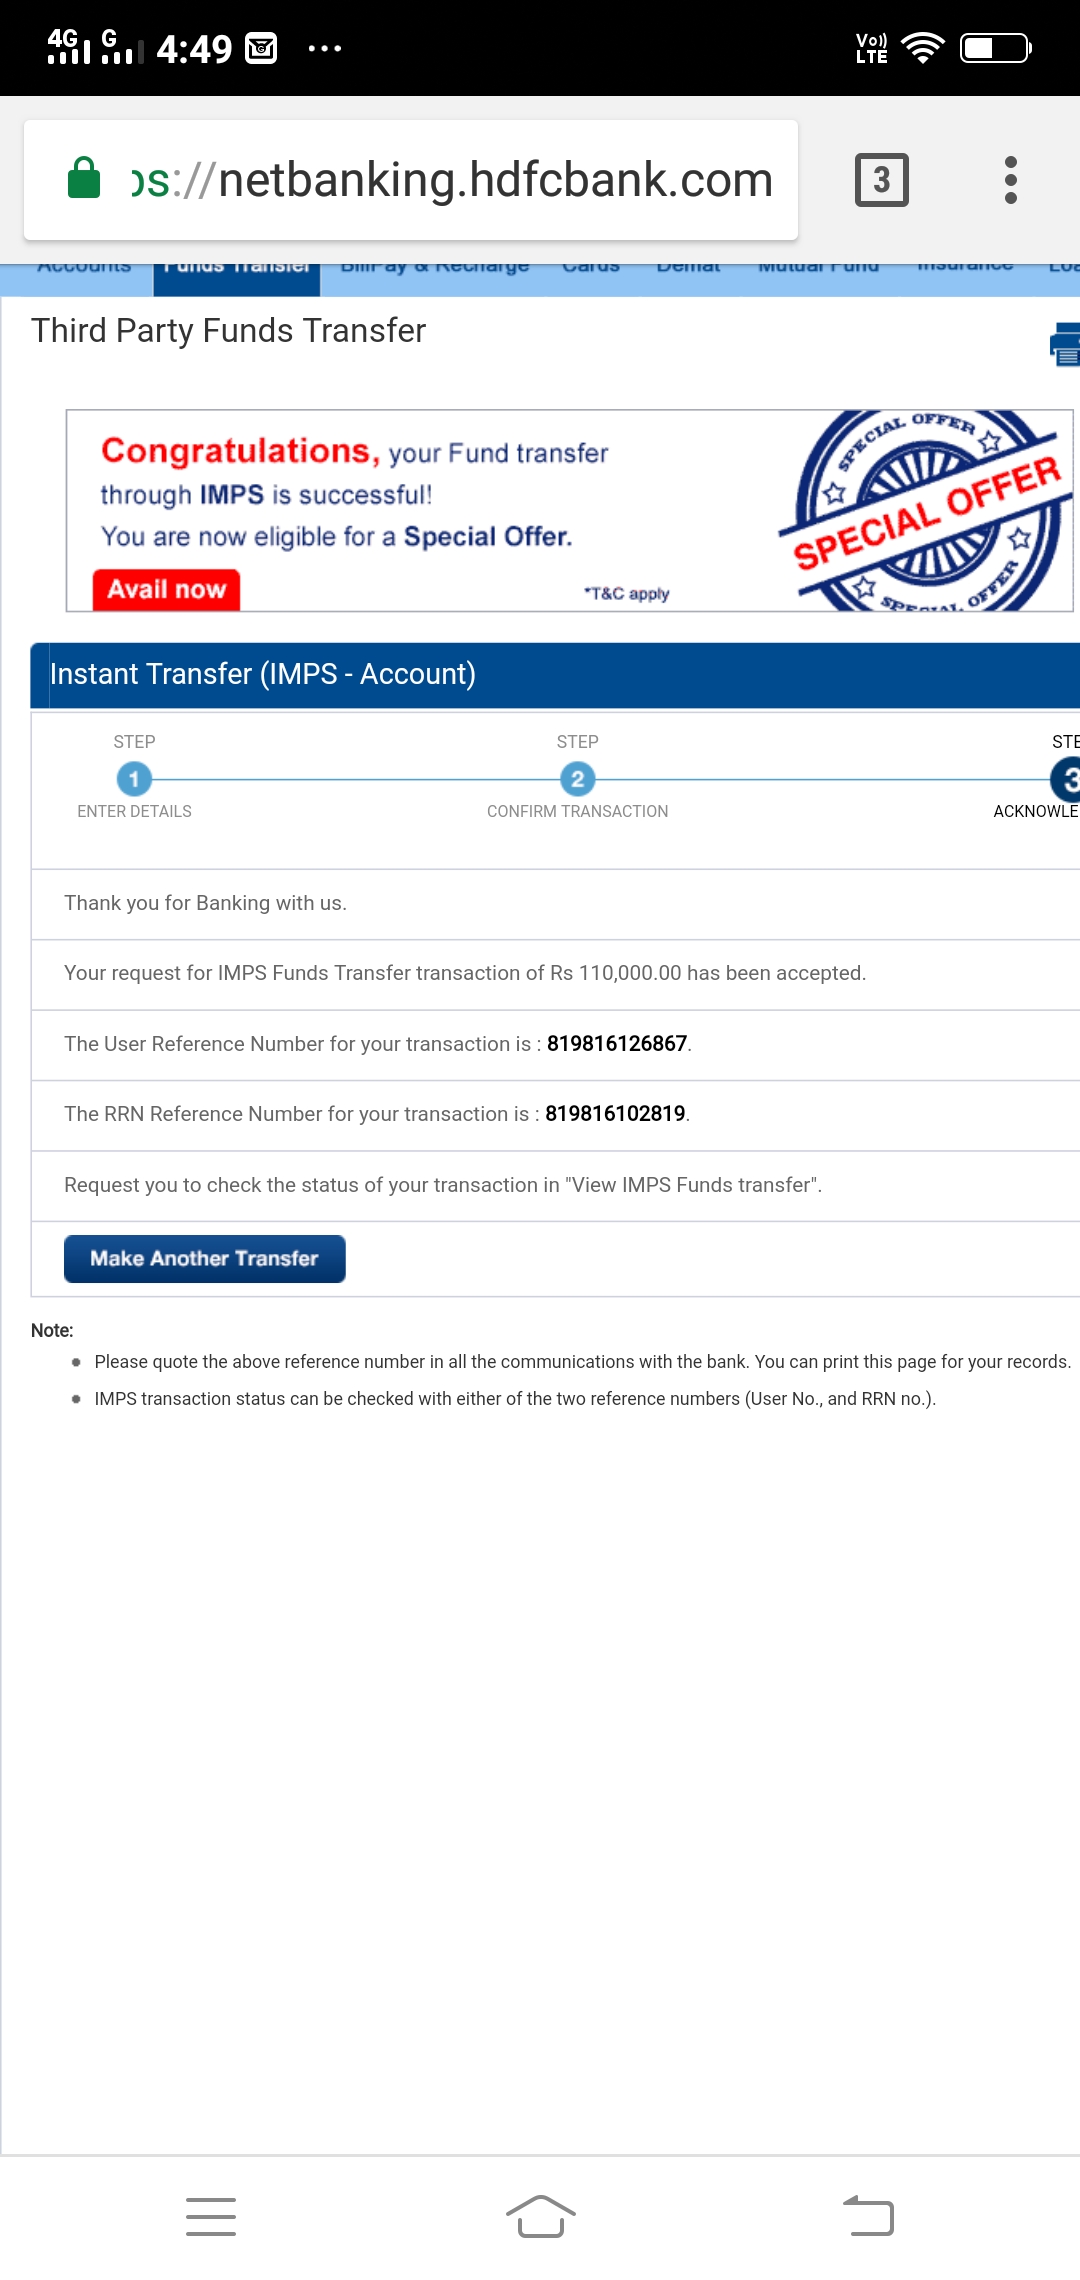 4G G 4:49 Vo)) LTE
ps://netbanking.hdfcbank.com 3
Accounts Funds Transfer BillPay & Recharge Cards Demat Mutual Fund Insurance Loa
Third Party Funds Transfer
Congratulations, your Fund transfer
through IMPS is successful!
You are now eligible for a Special Offer.
Avail now
*T&C apply
SPECIAL OFFER
SPECIAL OFFER
SPECIAL OFFER
Instant Transfer (IMPS - Account)
STEP STEP STE
1 2 3
ENTER DETAILS CONFIRM TRANSACTION ACKNOWLE
Thank you for Banking with us.
Your request for IMPS Funds Transfer transaction of Rs 110,000.00 has been accepted.
The User Reference Number for your transaction is : 819816126867.
The RRN Reference Number for your transaction is : 819816102819.
Request you to check the status of your transaction in "View IMPS Funds transfer".
Make Another Transfer
Note:
Please quote the above reference number in all the communications with the bank. You can print this page for your records.
IMPS transaction status can be checked with either of the two reference numbers (User No., and RRN no.).